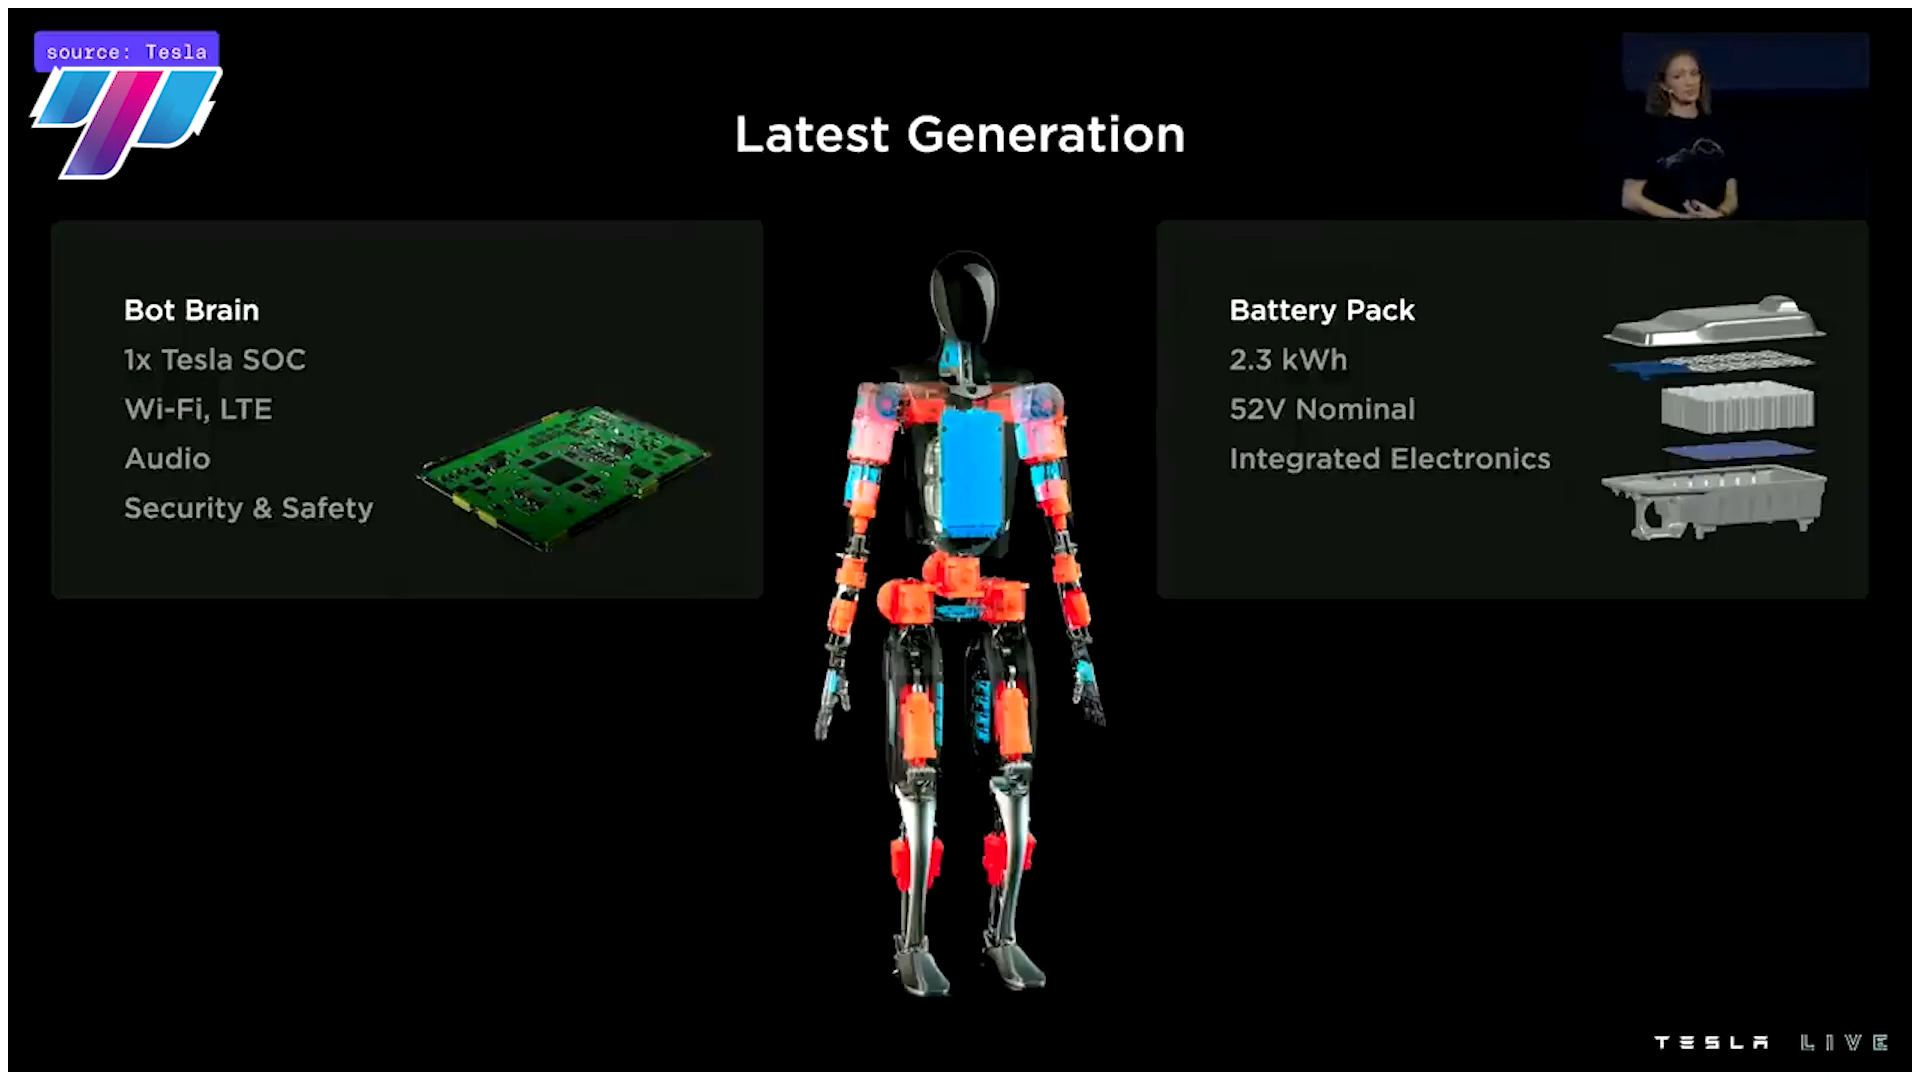 source: Tesla
Latest Generation
Bot Brain
1x Tesla SOC
Wi-Fi, LTE
Audio
Security & Safety
Battery Pack
2.3 kWh
52V Nominal
Integrated Electronics
TESLA LIVE